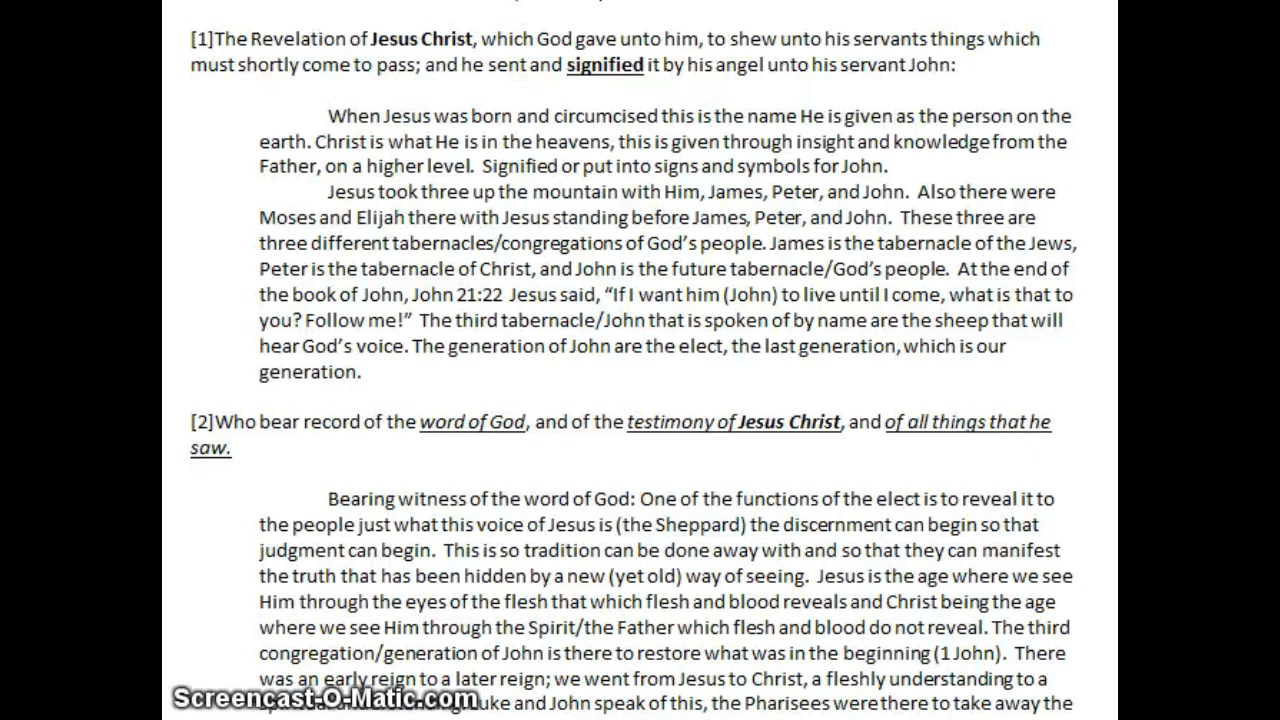 [1]The Revelation of Jesus Christ, which God gave unto him, to shew unto his servants things which
must shortly come to pass; and he sent and signified it by his angel unto his servant John:
When Jesus was born and circumcised this is the name He is given as the person on the
earth. Christ is what He is in the heavens, this is given through insight and knowledge from the
Father, on a higher level. Signified or put into signs and symbols for John.
Jesus took three up the mountain with Him, James, Peter, and John. Also there were
Moses and Elijah there with Jesus standing before James, Peter, and John. These three are
three different tabernacles/congregations of God's people. James is the tabernacle of the Jews,
Peter is the tabernacle of Christ, and John is the future tabernacle/God's people. At the end of
the book of John, John 21:22 Jesus said, “If I want him (John) to live until I come, what is that to
you? Follow me!” The third tabernacle/John that is spoken of by name are the sheep that will
hear God's voice. The generation of John are the elect, the last generation, which is our
generation.
[2]Who bear record of the word of God, and of the testimony of Jesus Christ, and of all things that he
saw.
Bearing witness of the word of God: One of the functions of the elect is to reveal it to
the people just what this voice of Jesus is (the Sheppard) the discernment can begin so that
judgment can begin. This is so tradition can be done away with and so that they can manifest
the truth that has been hidden by a new (yet old) way of seeing. Jesus is the age where we see
Him through the eyes of the flesh that which flesh and blood reveals and Christ being the age
where we see Him through the Spirit/the Father which flesh and blood do not reveal. The third
congregation/generation of John is there to restore what was in the beginning (1 John). There
was an early reign to a later reign; we went from Jesus to Christ, a fleshly understanding to a
Screencast-O-Matic.com
Luke and John speak of this, the Pharisees were there to take away the